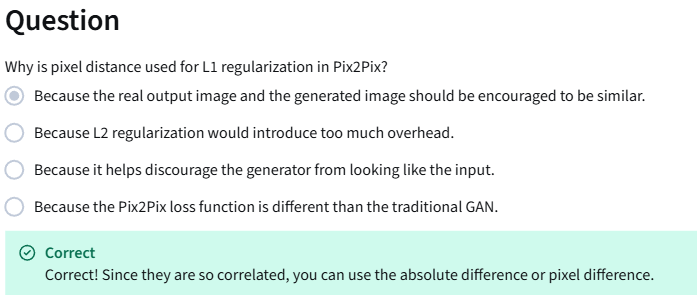 Question
Why is pixel distance used for L1 regularization in Pix2Pix?
Because the real output image and the generated image should be encouraged to be similar.
Because L2 regularization would introduce too much overhead.
Because it helps discourage the generator from looking like the input.
Because the Pix2Pix loss function is different than the traditional GAN.
Correct
Correct! Since they are so correlated, you can use the absolute difference or pixel difference.